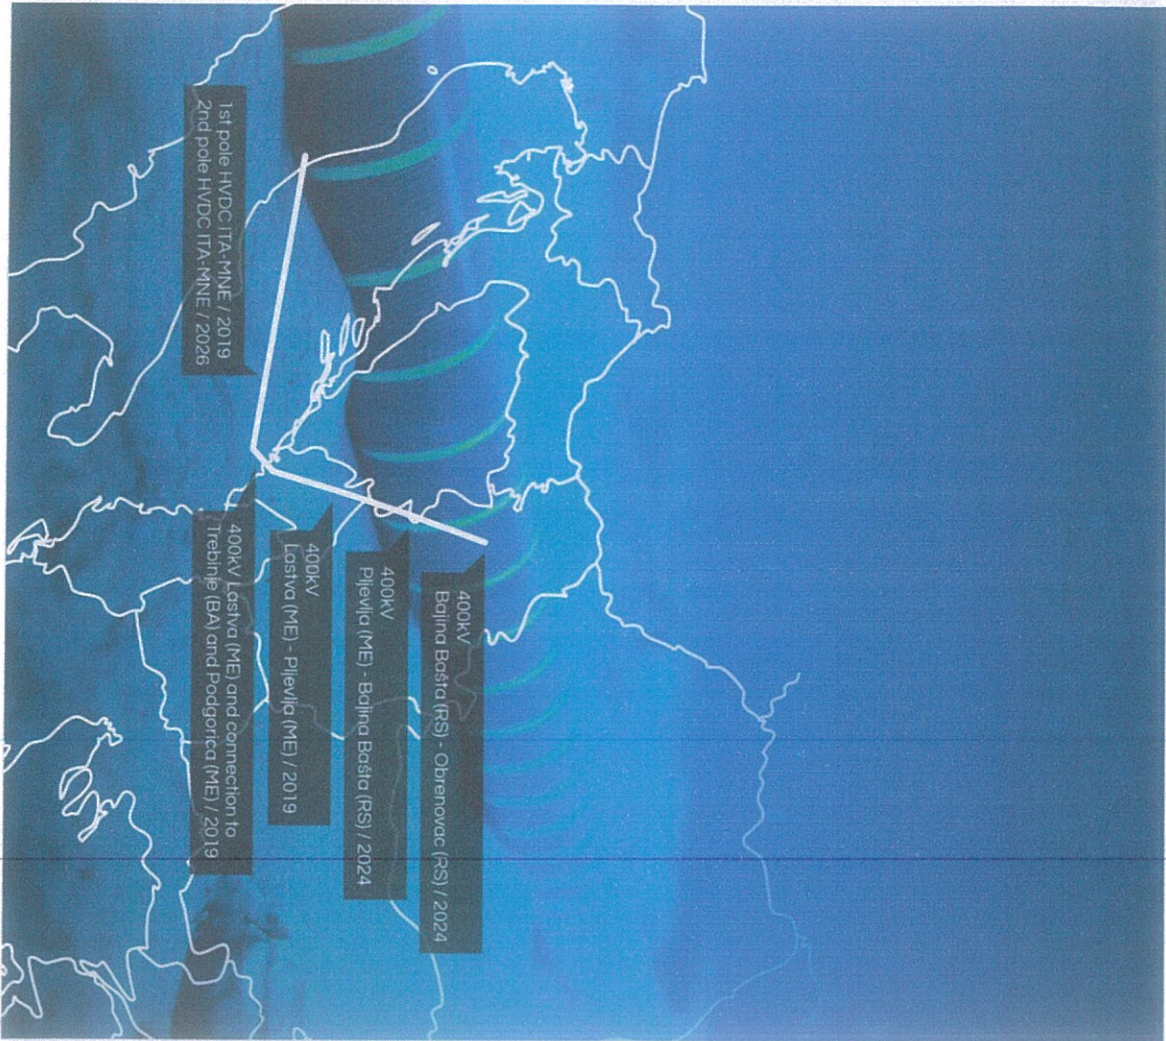 400kV
Bajina Bašta (RS) - Obrenovac (RS) / 2024
400kV
Pljevlja (ME) - Bajina Bašta (RS) / 2024
400kV
Lastva (ME) - Pljevlja (ME) / 2019
400kV Lastva (ME) and connection to
Trebinje (BA) and Podgorica (ME) / 2019
1st pole HVDC ITA-MNE / 2019
2nd pole HVDC ITA-MNE / 2026